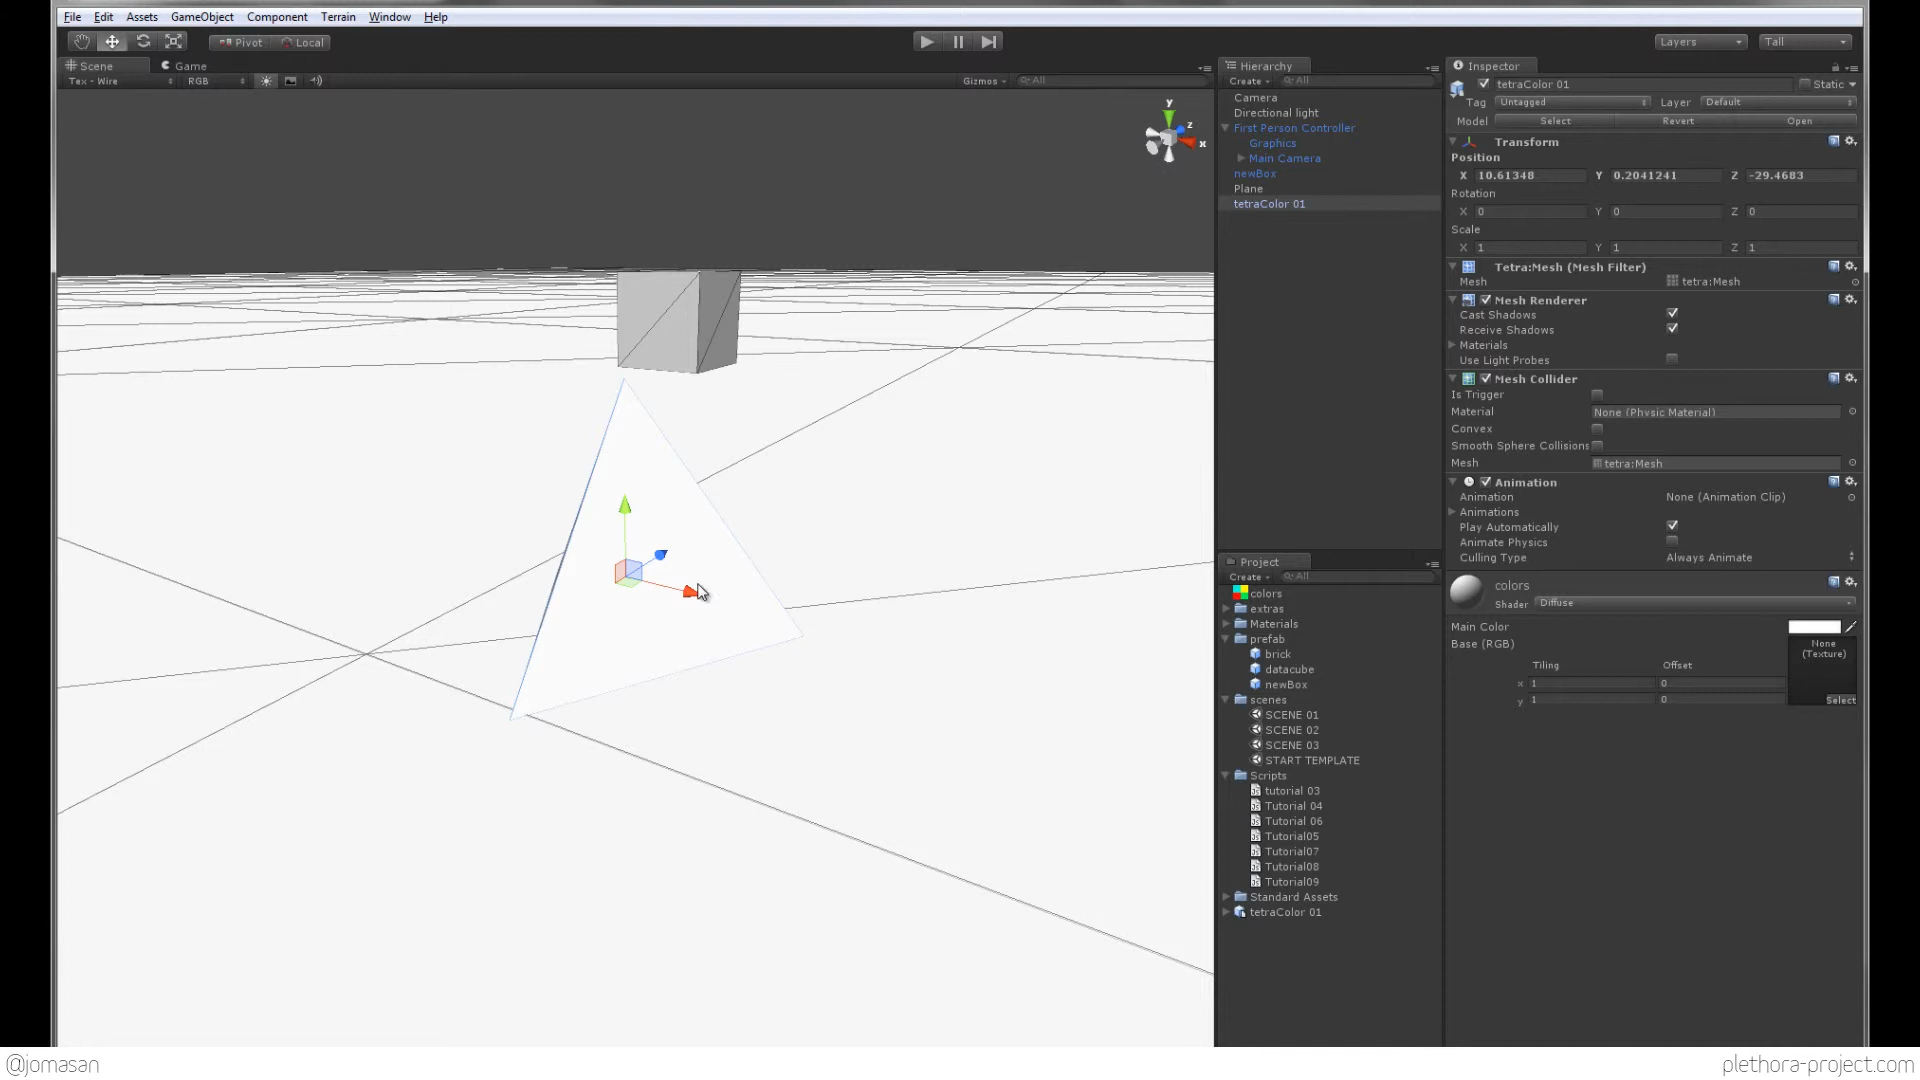 File Edit Assets GameObject Component Terrain Window Help
Pivot Local
Layers Tall
Scene Game
Tex - Wire RGB Gizmos All
y
z
x
Hierarchy
Create All
Camera
Directional light
First Person Controller
Graphics
Main Camera
newBox
Plane
tetraColor 01
Project
Create All
colors
extras
Materials
prefab
brick
datacube
newBox
scenes
SCENE 01
SCENE 02
SCENE 03
START TEMPLATE
Scripts
tutorial 03
Tutorial 04
Tutorial 06
Tutorial05
Tutorial07
Tutorial08
Tutorial09
Standard Assets
tetraColor 01
Inspector
tetraColor 01 Static
Tag Untagged Layer Default
Model Select Revert Open
Transform
Position
X 10.61348 Y 0.2041241 Z -29.4683
Rotation
X 0 Y 0 Z 0
Scale
X 1 Y 1 Z 1
Tetra:Mesh (Mesh Filter)
Mesh tetra:Mesh
Mesh Renderer
Cast Shadows
Receive Shadows
Materials
Use Light Probes
Mesh Collider
Is Trigger
Material None (Physic Material)
Convex
Smooth Sphere Collisions
Mesh tetra:Mesh
Animation
Animation None (Animation Clip)
Animations
Play Automatically
Animate Physics
Culling Type Always Animate
colors
Shader Diffuse
Main Color
Base (RGB) None (Texture)
Tiling Offset
x 1 0
y 1 0 Select
@jomasan plethora-project.com